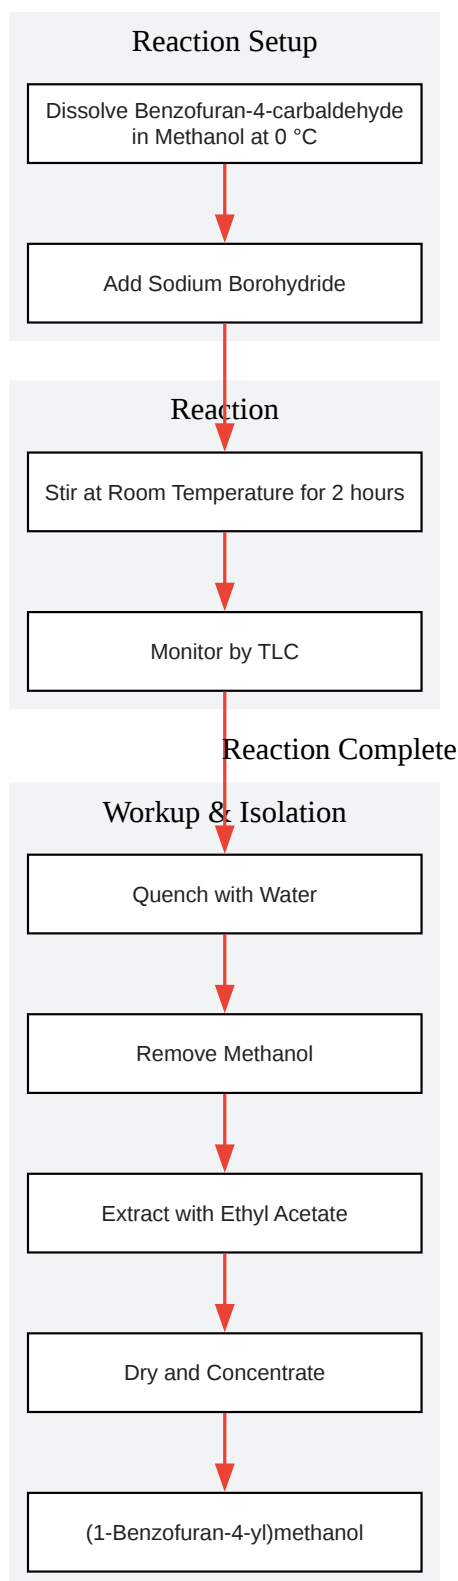 Reaction Setup
Dissolve Benzofuran-4-carbaldehyde
in Methanol at 0 °C
Add Sodium Borohydride
Reaction
Stir at Room Temperature for 2 hours
Monitor by TLC
Reaction Complete
Workup & Isolation
Quench with Water
Remove Methanol
Extract with Ethyl Acetate
Dry and Concentrate
(1-Benzofuran-4-yl)methanol